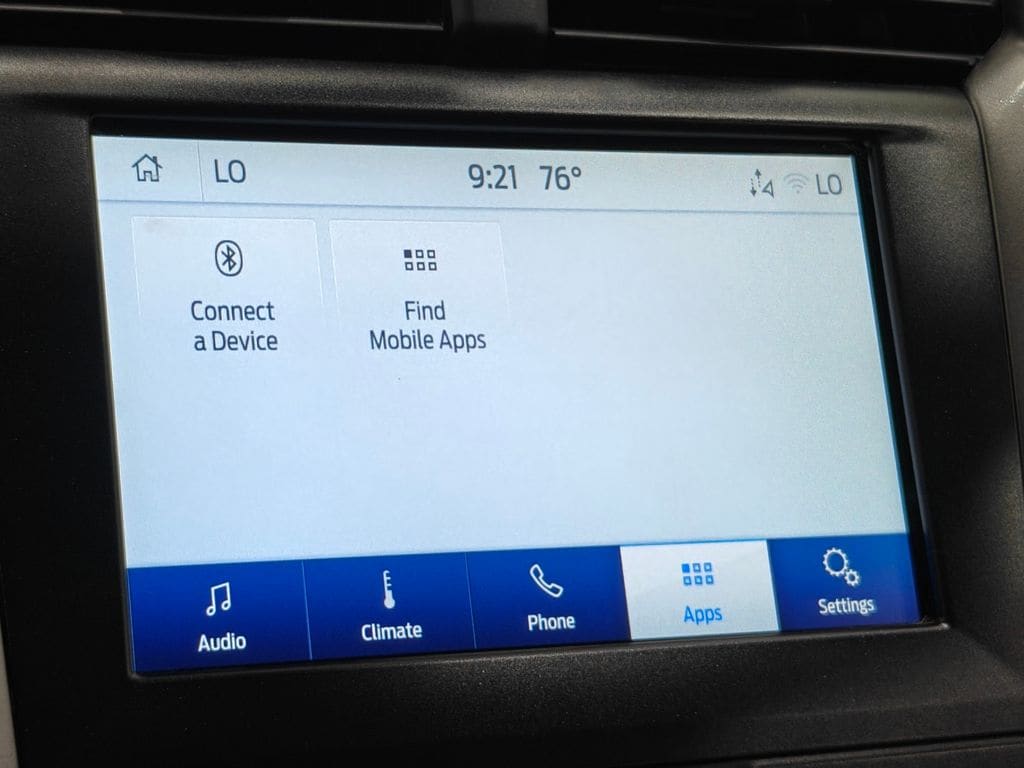 LO 9:21 76° LO
Connect
a Device
Find
Mobile Apps
Audio Climate Phone Apps Settings